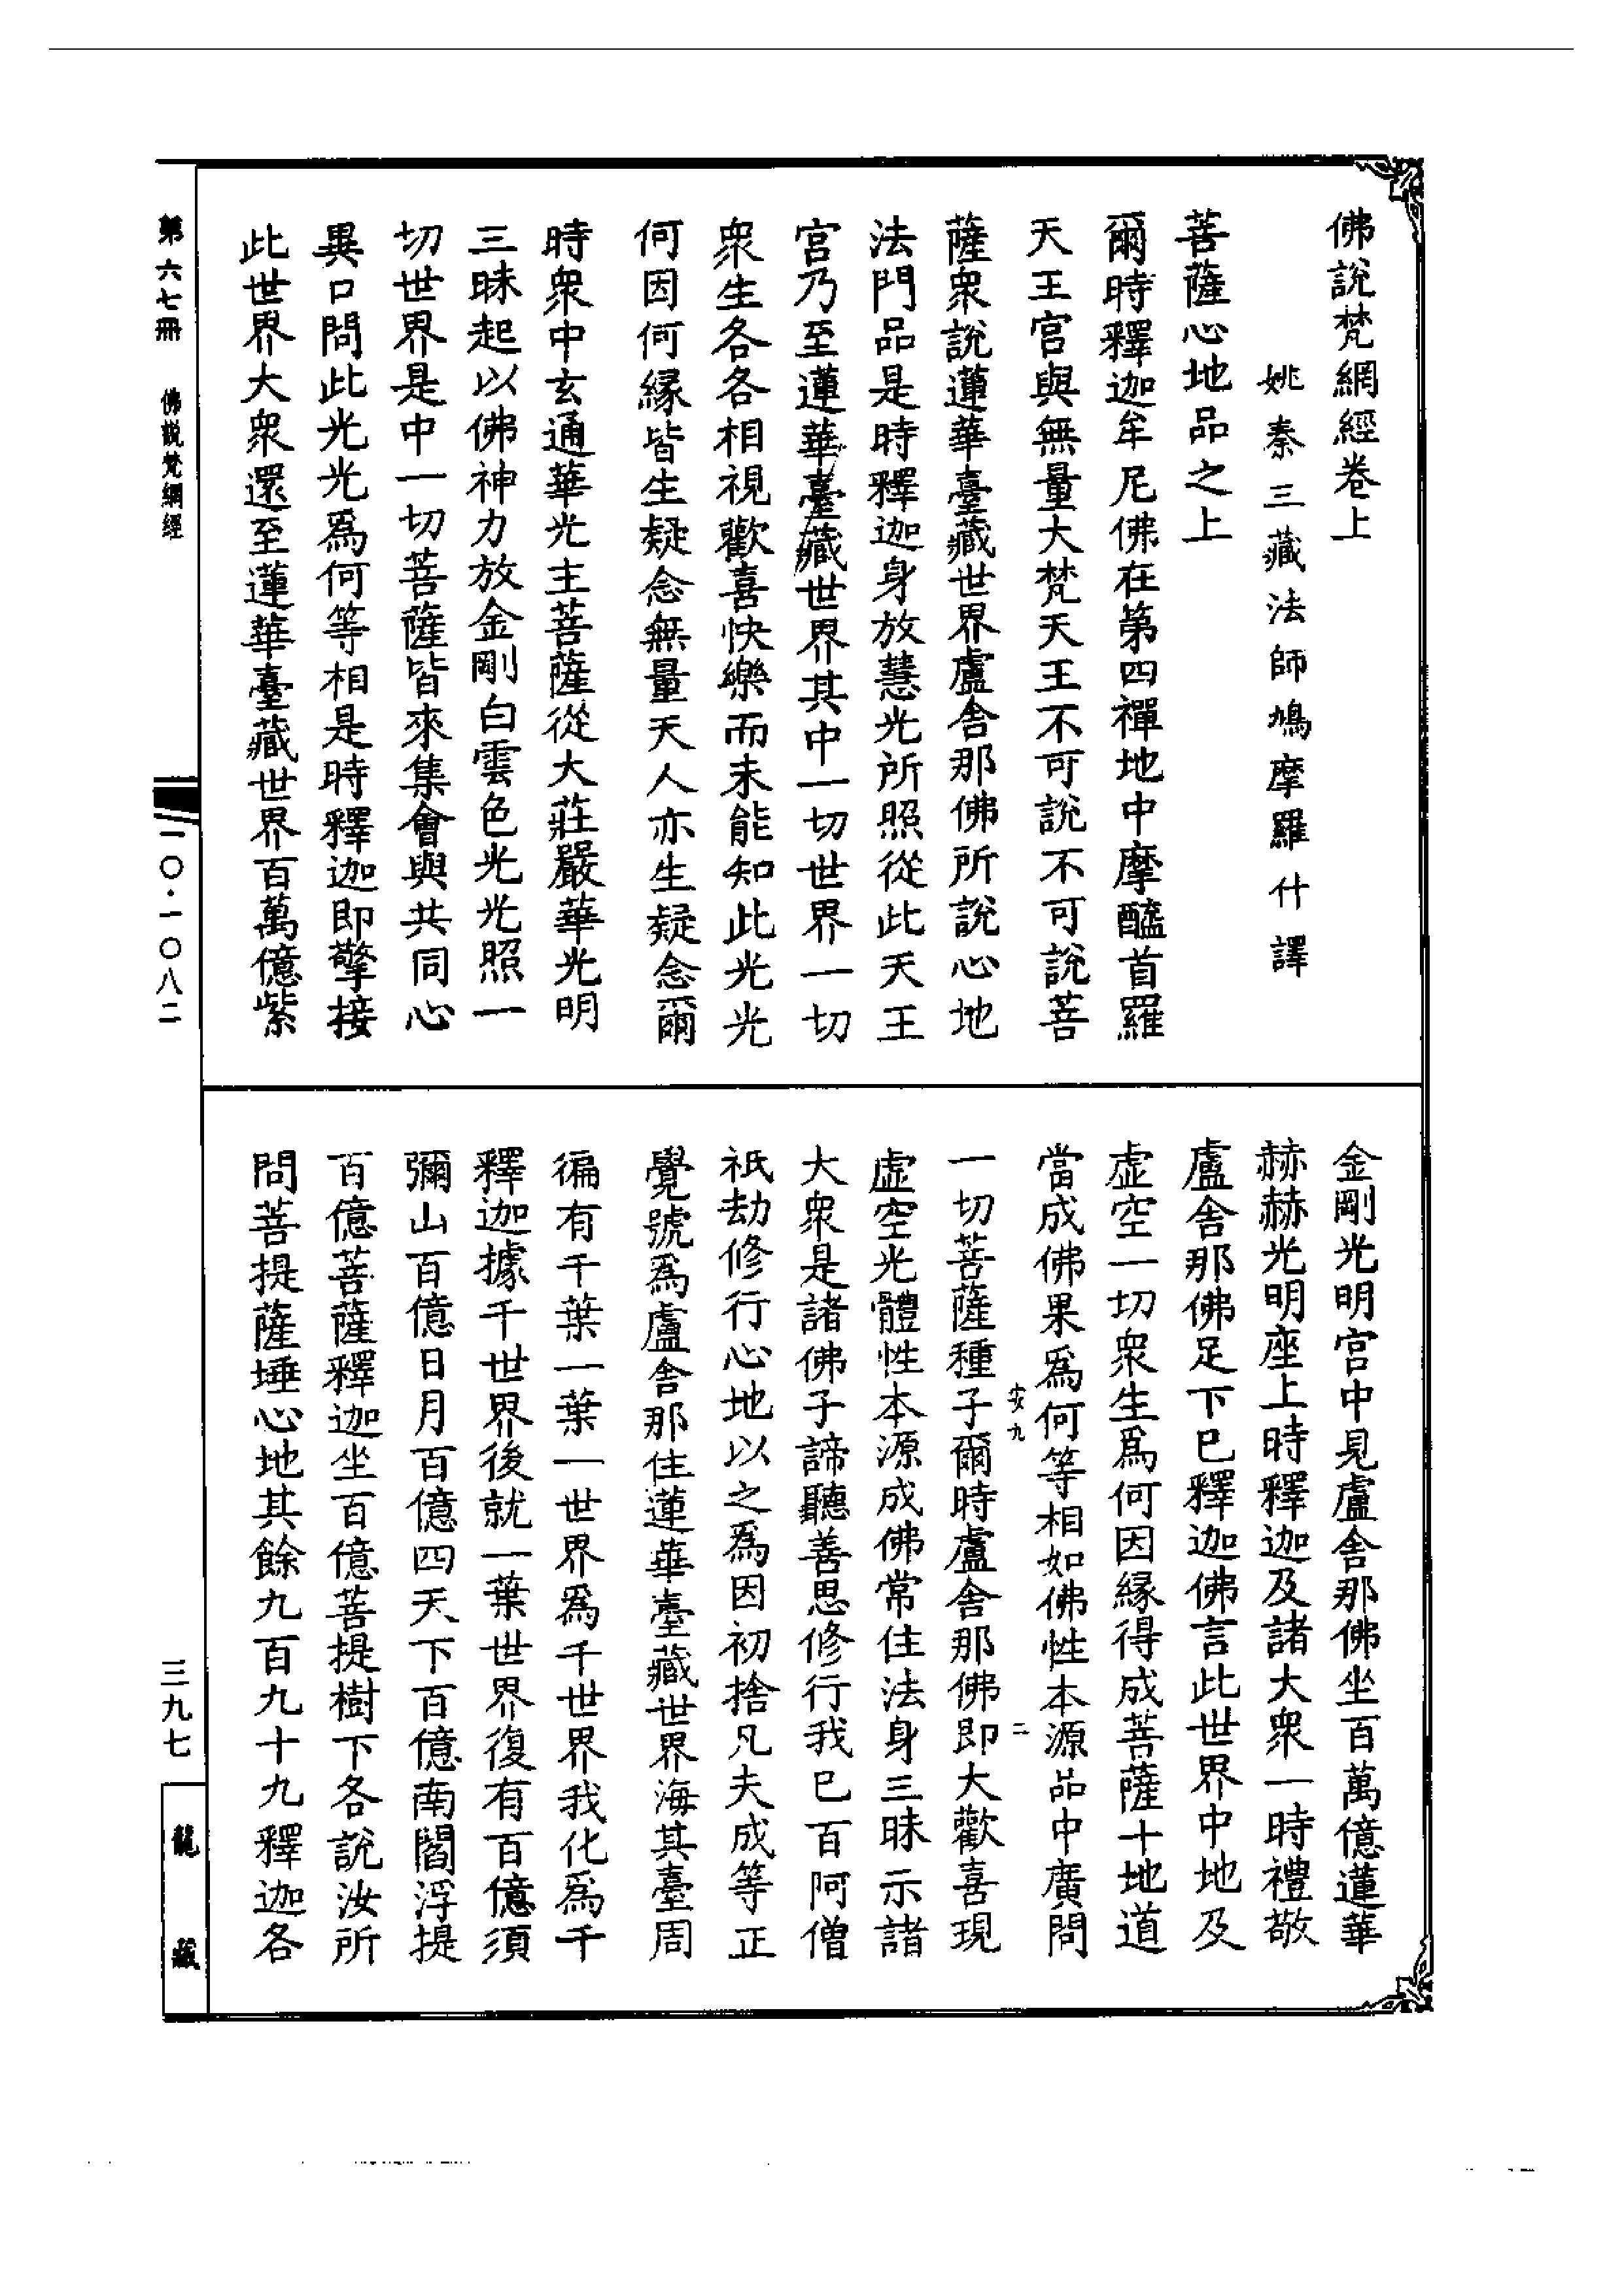 佛說梵網經卷上
姚秦三藏法師鳩摩羅什譯
菩薩心地品之上
爾時釋迦牟尼佛在第四禪地中摩醯首羅
天王宮與無量大梵天王不可說不可說菩
薩衆說蓮華臺藏世界盧舍那佛所說心地
法門品是時釋迦身放慧光所照從此天王
宮乃至蓮華臺藏世界其中一切世界一切
衆生各各相視歡喜快樂而未能知此光光
何因何緣皆生疑念無量天人亦生疑念爾
時衆中玄通華光主菩薩從大莊嚴華光明
三昧起以佛神力放金剛白雲色光光照一
切世界是中一切菩薩皆來集會與共同心
異口問此光光爲何等相是時釋迦即擎接
此世界大衆還至蓮華臺藏世界百萬億紫
金剛光明宮中見盧舍那佛坐百萬億蓮華
赫赫光明座上時釋迦及諸大衆一時禮敬
盧舍那佛足下已釋迦佛言此世界中地及
虛空一切衆生爲何因緣得成菩薩十地道
當成佛果爲何等相如佛性本源品中廣問
安九
二
一切菩薩種子爾時盧舍那佛即大歡喜現
虛空光體性本源成佛常住法身三昧示諸
大衆是諸佛子諦聽善思修行我已百阿僧
祇劫修行心地以之爲因初捨凡夫成等正
覺號爲盧舍那住蓮華臺藏世界海其臺周
徧有千葉一葉一世界爲千世界我化爲千
釋迦據千世界後就一葉世界復有百億須
彌山百億日月百億四天下百億南閻浮提
百億菩薩釋迦坐百億菩提樹下各說汝所
問菩提薩埵心地其餘九百九十九釋迦各
第六七冊
佛說梵網經
一〇·一〇八二
三九七
龍藏